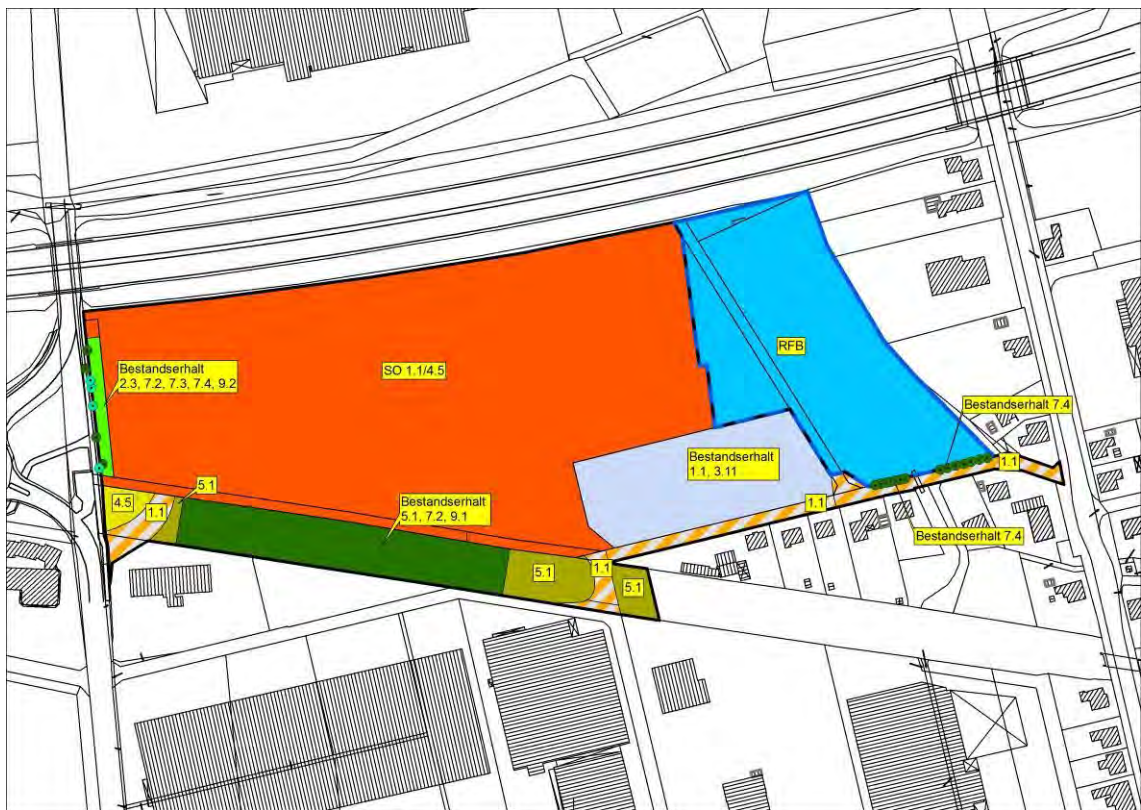 RFB
Bestandserhalt
2.3, 7.2, 7.3, 7.4, 9.2
SO 1.1/4.5
Bestandserhalt 7.4
Bestandserhalt
1.1, 3.11
1.1
5.1
4.5
1.1
Bestandserhalt
5.1, 7.2, 9.1
1.1
Bestandserhalt 7.4
5.1
1.1
5.1